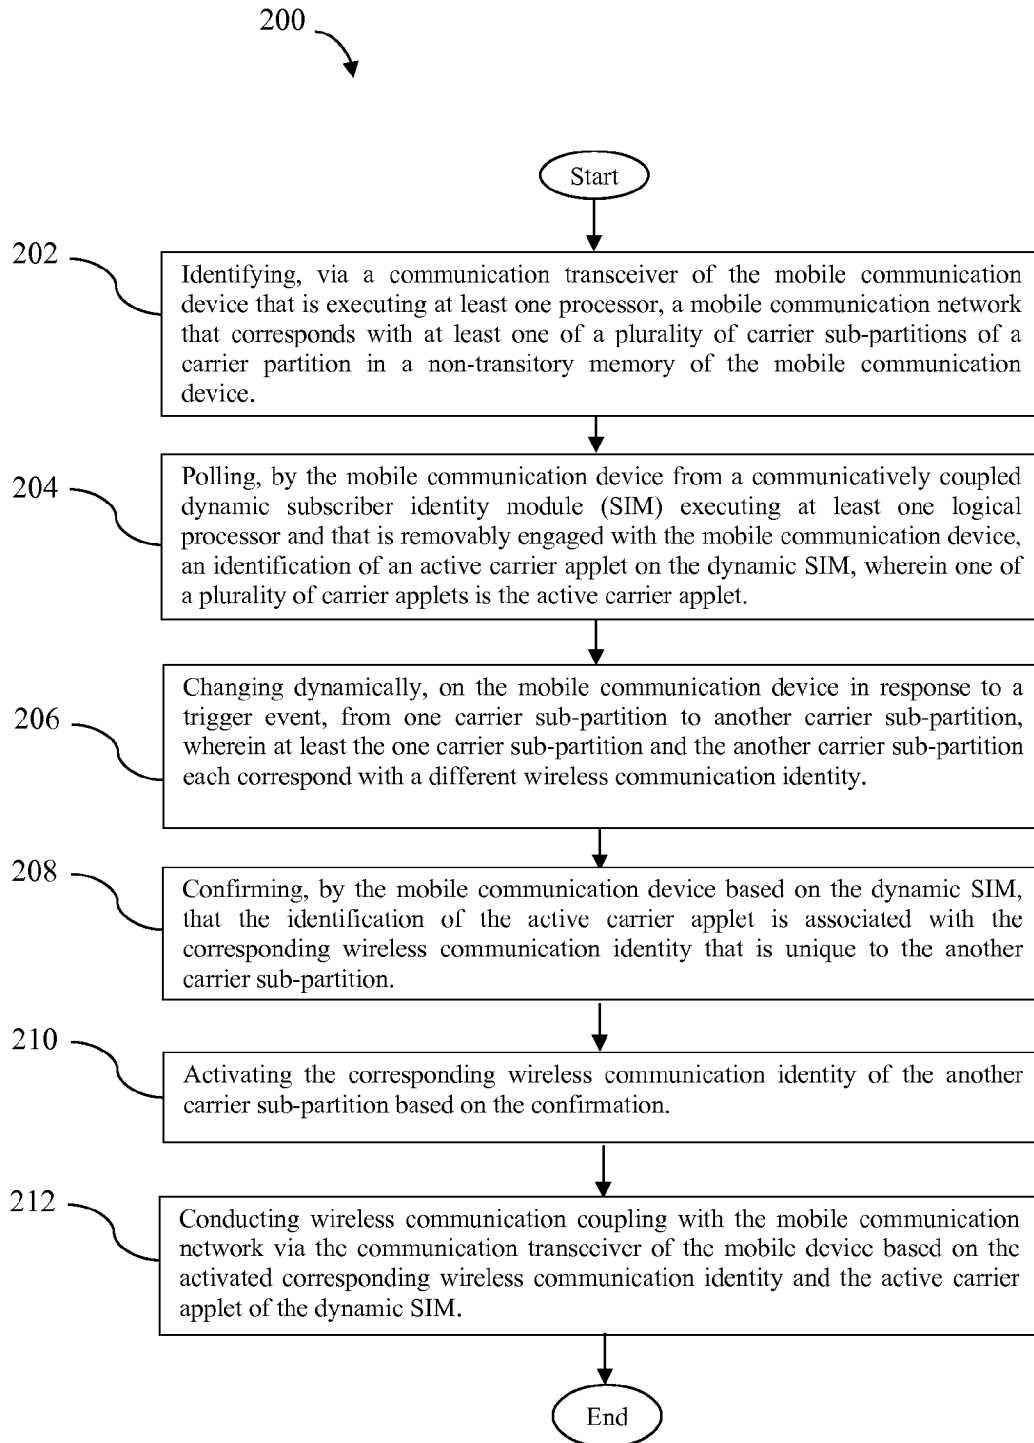 200
Start
202
Identifying, via a communication transceiver of the mobile communication
device that is executing at least one processor, a mobile communication network
that corresponds with at least one of a plurality of carrier sub-partitions of a
carrier partition in a non-transitory memory of the mobile communication
device.
204
Polling, by the mobile communication device from a communicatively coupled
dynamic subscriber identity module (SIM) executing at least one logical
processor and that is removably engaged with the mobile communication device,
an identification of an active carrier applet on the dynamic SIM, wherein one of
a plurality of carrier applets is the active carrier applet.
206
Changing dynamically, on the mobile communication device in response to a
trigger event, from one carrier sub-partition to another carrier sub-partition,
wherein at least the one carrier sub-partition and the another carrier sub-partition
each correspond with a different wireless communication identity.
208
Confirming, by the mobile communication device based on the dynamic SIM,
that the identification of the active carrier applet is associated with the
corresponding wireless communication identity that is unique to the another
carrier sub-partition.
210
Activating the corresponding wireless communication identity of the another
carrier sub-partition based on the confirmation.
212
Conducting wireless communication coupling with the mobile communication
network via the communication transceiver of the mobile device based on the
activated corresponding wireless communication identity and the active carrier
applet of the dynamic SIM.
End